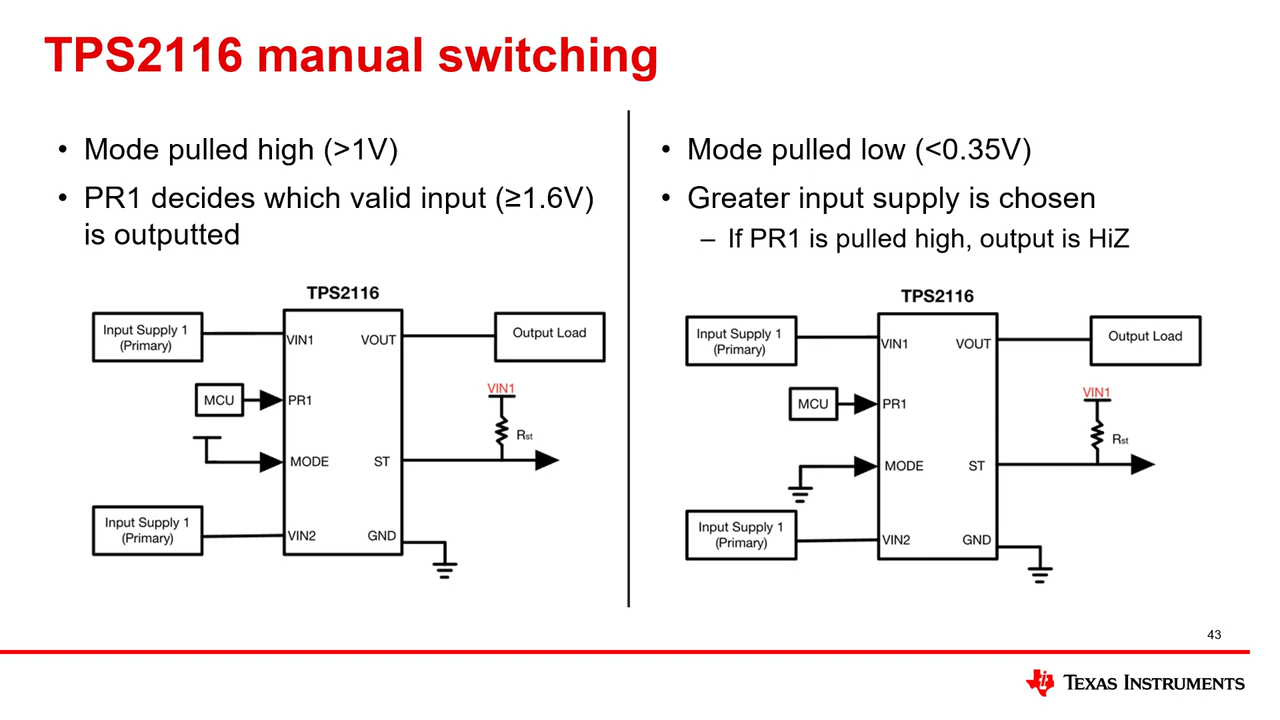 TPS2116 manual switching
• Mode pulled high (>1V)
• PR1 decides which valid input (≥1.6V)
is outputted
TPS2116
Input Supply 1
(Primary)
VIN1
VOUT
Output Load
MCU
PR1
VIN1
Rst
MODE
ST
Input Supply 1
(Primary)
VIN2
GND
• Mode pulled low (<0.35V)
• Greater input supply is chosen
– If PR1 is pulled high, output is HiZ
TPS2116
Input Supply 1
(Primary)
VIN1
VOUT
Output Load
MCU
PR1
VIN1
Rst
MODE
ST
Input Supply 1
(Primary)
VIN2
GND
43
TEXAS INSTRUMENTS